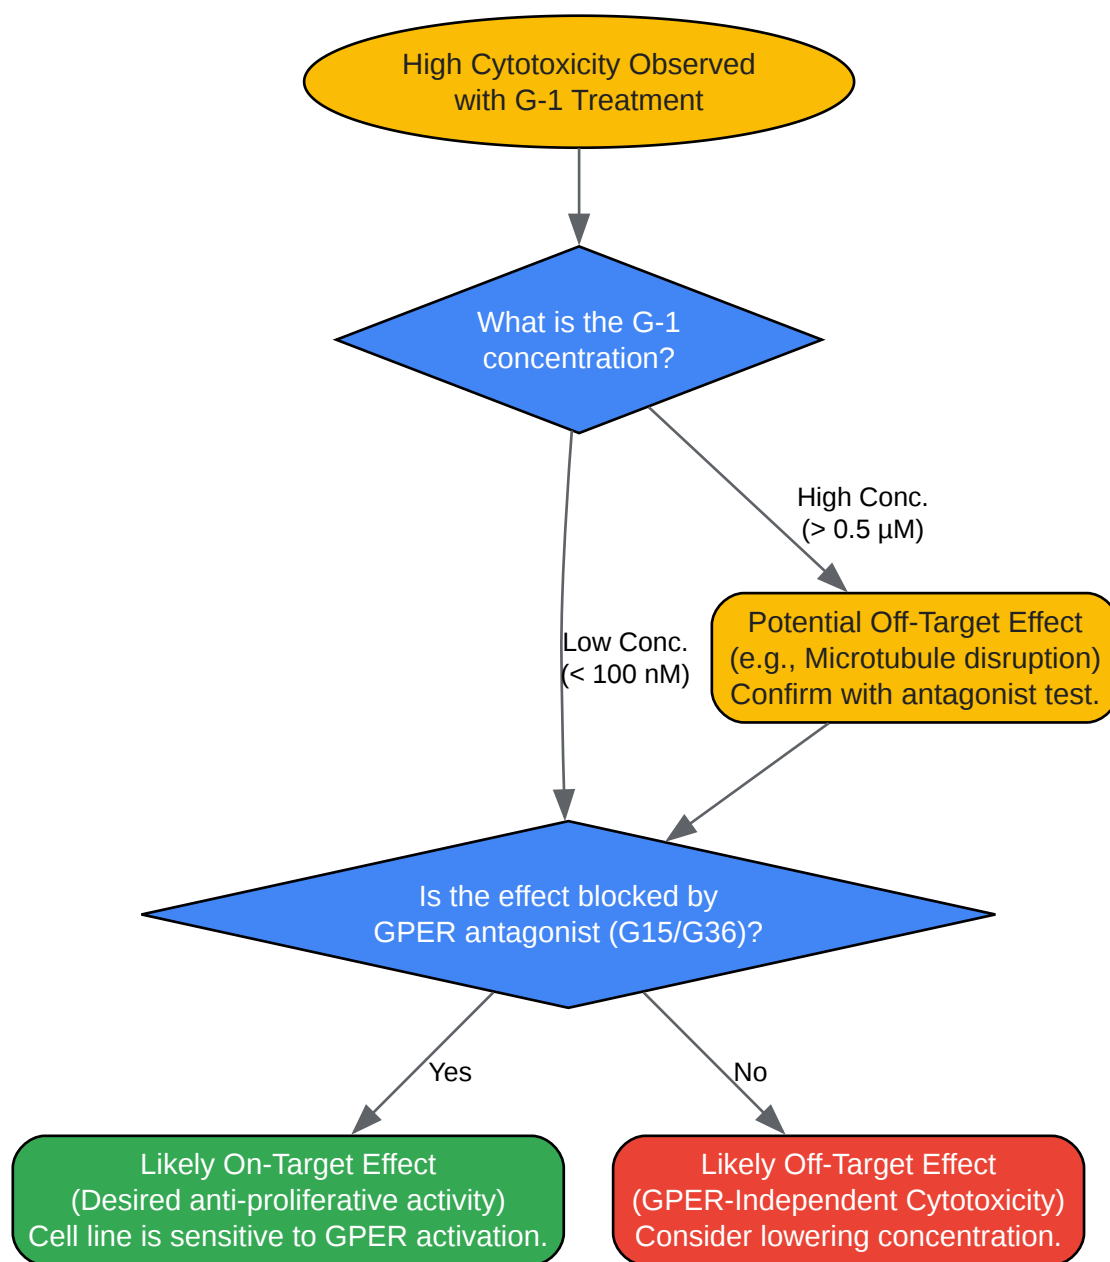 High Cytotoxicity Observed
with G-1 Treatment
What is the G-1
concentration?
High Conc.
(> 0.5 µM)
Potential Off-Target Effect
(e.g., Microtubule disruption)
Confirm with antagonist test.
Low Conc.
(< 100 nM)
Is the effect blocked by
GPER antagonist (G15/G36)?
Yes
No
Likely On-Target Effect
(Desired anti-proliferative activity)
Cell line is sensitive to GPER activation.
Likely Off-Target Effect
(GPER-Independent Cytotoxicity)
Consider lowering concentration.